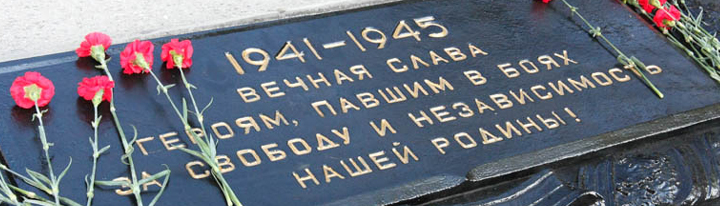 1941-1945
ВЕЧНАЯ СЛАВА
ГЕРОЯМ, ПАВШИМ В БОЯХ
ЗА СВОБОДУ И НЕЗАВИСИМОСТЬ
НАШЕЙ РОДИНЫ!